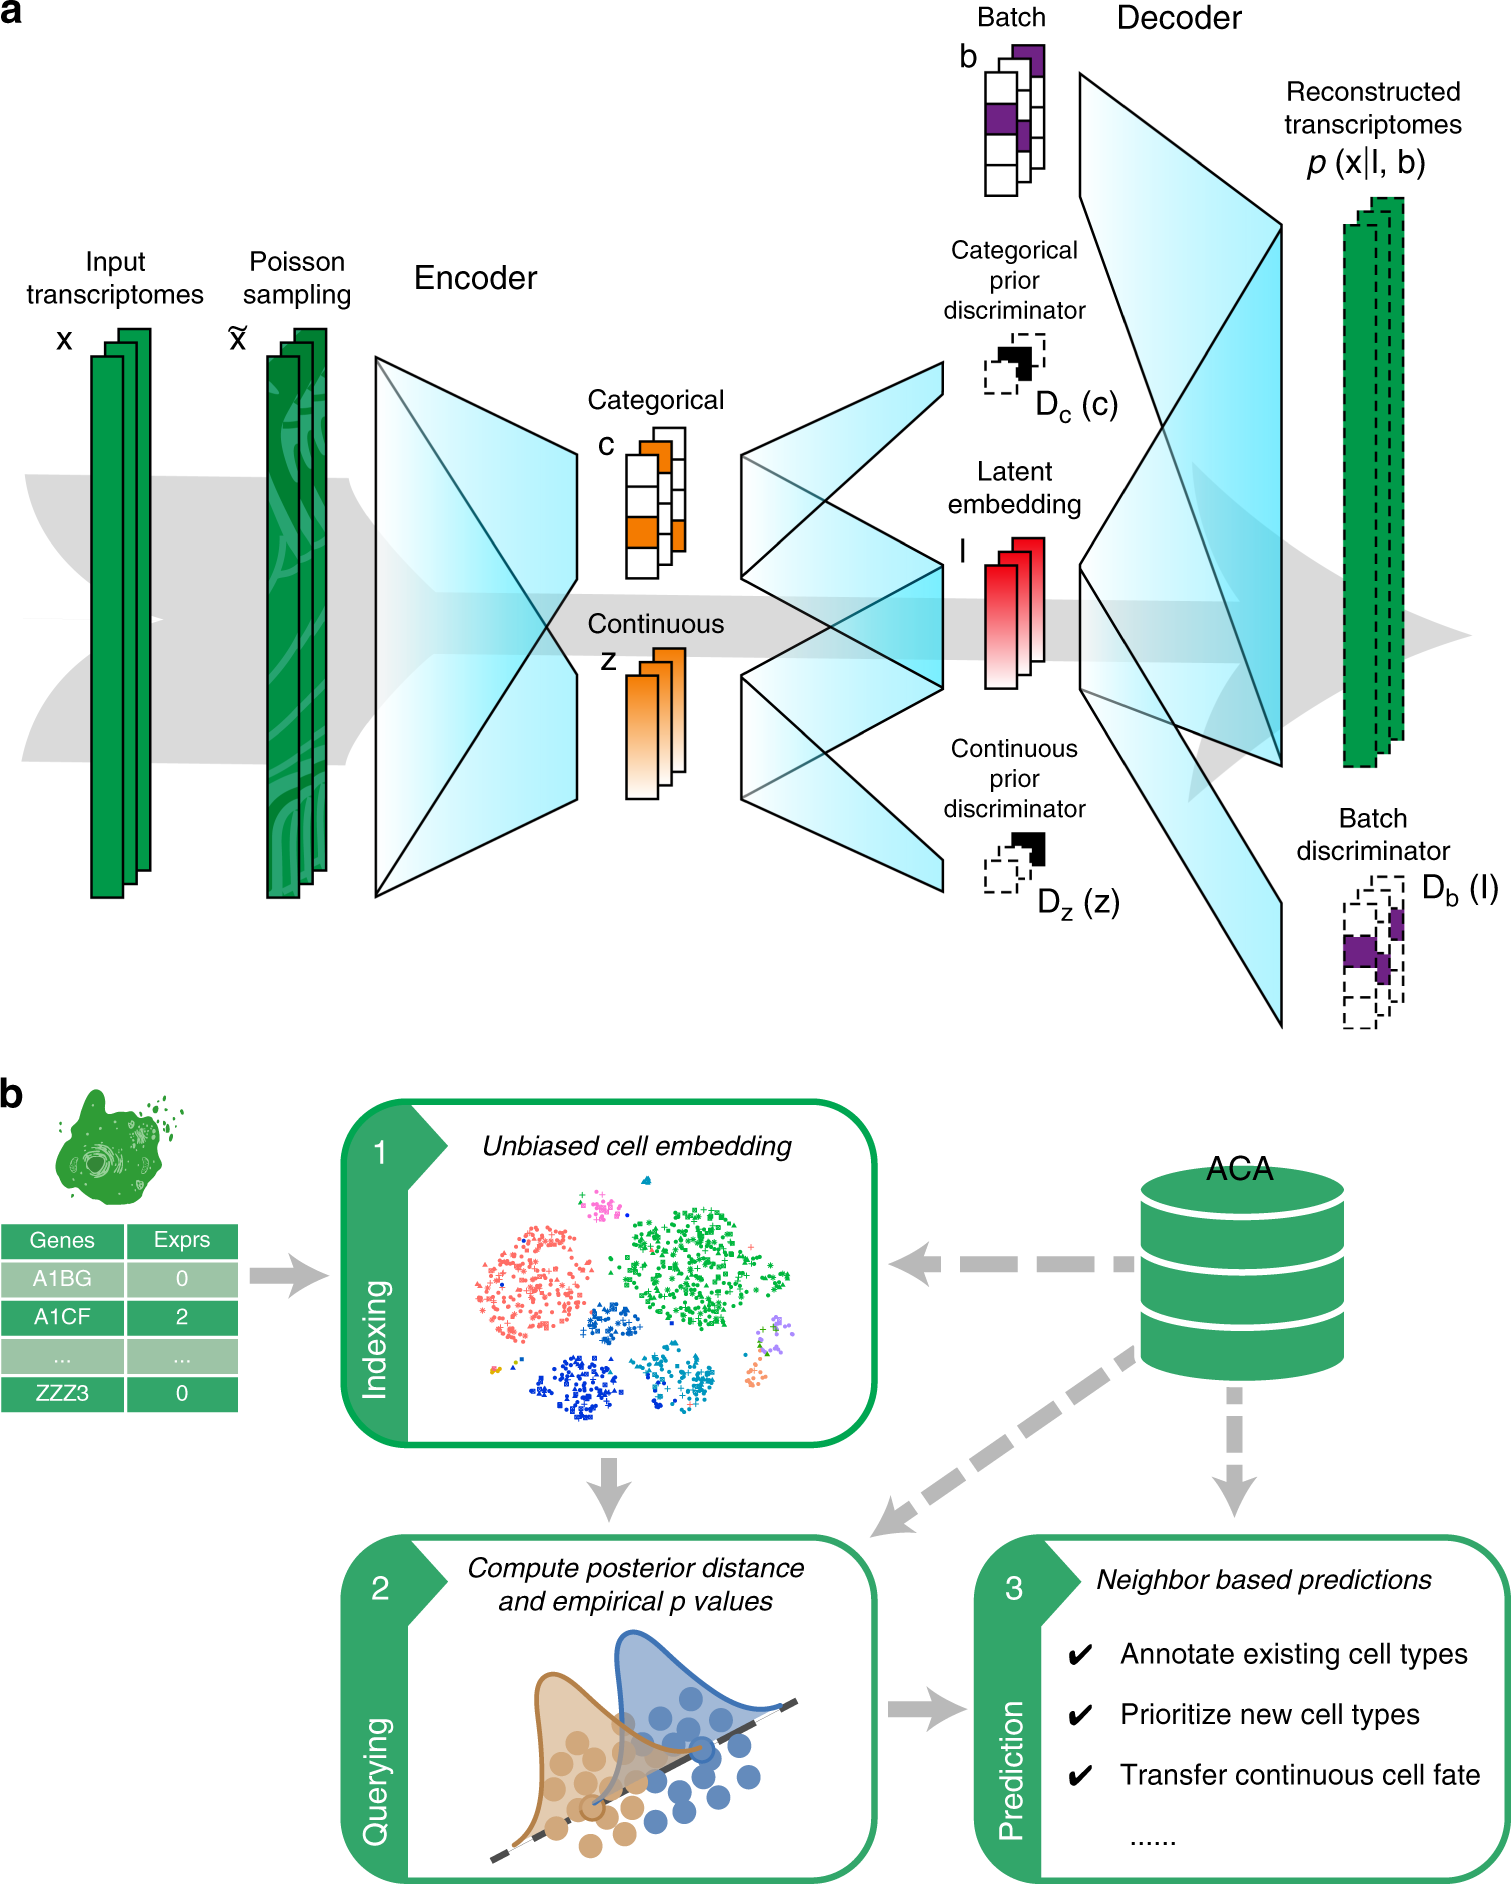 a
Batch
Decoder
b
Reconstructed
transcriptomes
p (x|l, b)
Input
transcriptomes
x
Poisson
sampling
x̃
Encoder
Categorical
prior
discriminator
Dc (c)
Categorical
c
Latent
embedding
l
Continuous
z
Continuous
prior
discriminator
Dz (z)
Batch
discriminator
Db (l)
b
Genes Exprs
A1BG 0
A1CF 2
... ...
ZZZ3 0
1
Indexing
Unbiased cell embedding
ACA
2
Querying
Compute posterior distance
and empirical p values
3
Prediction
Neighbor based predictions
✔ Annotate existing cell types
✔ Prioritize new cell types
✔ Transfer continuous cell fate
......